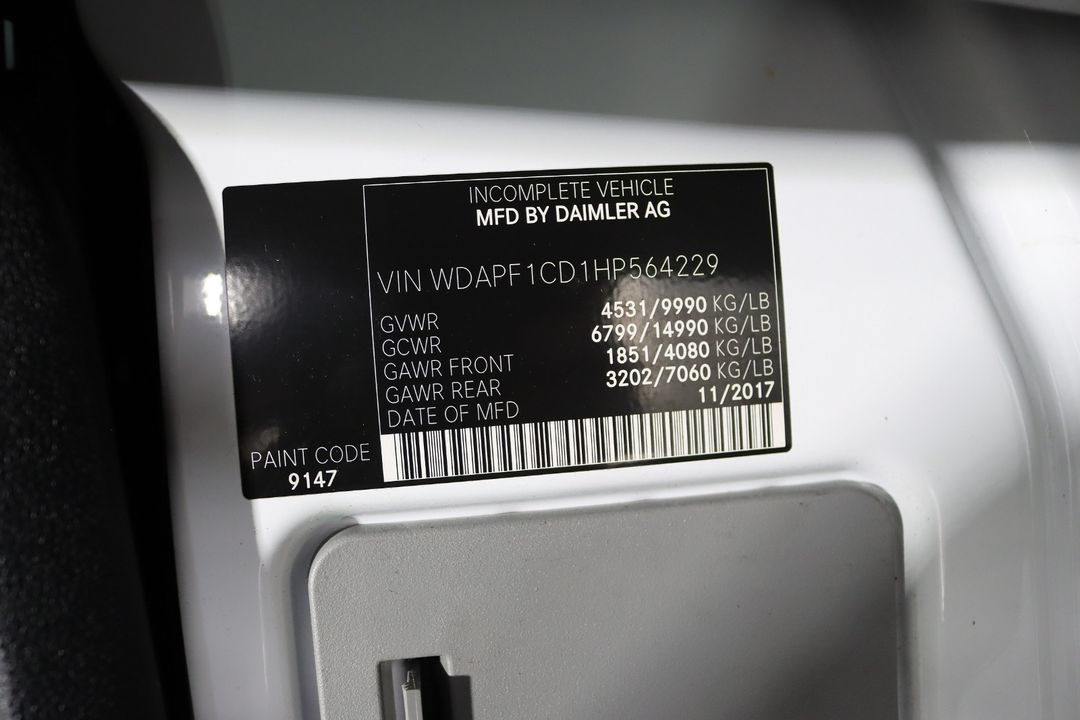 INCOMPLETE VEHICLE
MFD BY DAIMLER AG
VIN WDAPF1CD1HP564229
GVWR 4531/9990 KG/LB
GCWR 6799/14990 KG/LB
GAWR FRONT 1851/4080 KG/LB
GAWR REAR 3202/7060 KG/LB
DATE OF MFD 11/2017
PAINT CODE
9147